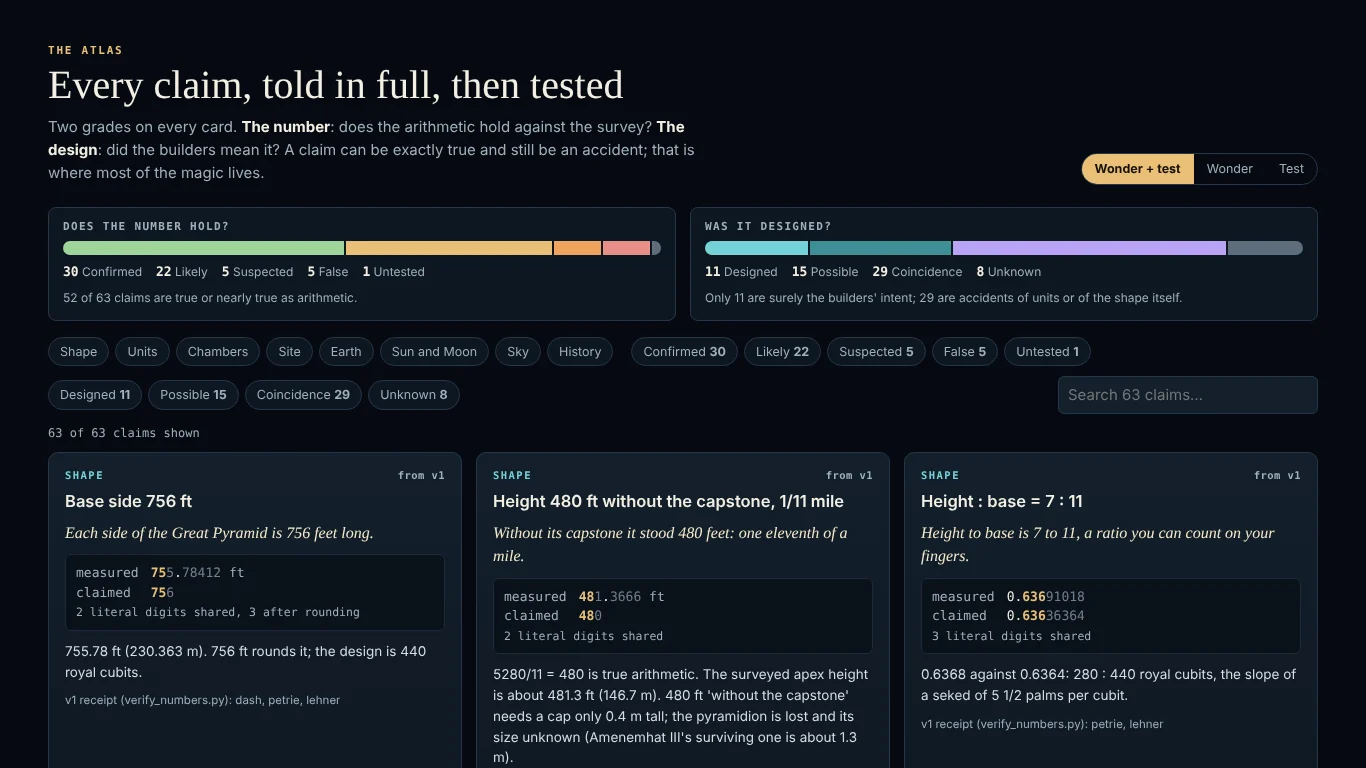 THE ATLAS
Every claim, told in full, then tested
Two grades on every card. The number: does the arithmetic hold against the survey? The
design: did the builders mean it? A claim can be exactly true and still be an accident; that is
where most of the magic lives.
Wonder + test Wonder Test
DOES THE NUMBER HOLD?
30 Confirmed 22 Likely 5 Suspected 5 False 1 Untested
52 of 63 claims are true or nearly true as arithmetic.
WAS IT DESIGNED?
11 Designed 15 Possible 29 Coincidence 8 Unknown
Only 11 are surely the builders' intent; 29 are accidents of units or of the shape itself.
Shape Units Chambers Site Earth Sun and Moon Sky History Confirmed 30 Likely 22 Suspected 5 False 5 Untested 1
Designed 11 Possible 15 Coincidence 29 Unknown 8
Search 63 claims...
63 of 63 claims shown
SHAPE from v1
Base side 756 ft
Each side of the Great Pyramid is 756 feet long.
measured 755.78412 ft
claimed 756
2 literal digits shared, 3 after rounding
755.78 ft (230.363 m). 756 ft rounds it; the design is 440
royal cubits.
v1 receipt (verify_numbers.py): dash, petrie, lehner
SHAPE from v1
Height 480 ft without the capstone, 1/11 mile
Without its capstone it stood 480 feet: one eleventh of a
mile.
measured 481.3666 ft
claimed 480
2 literal digits shared
5280/11 = 480 is true arithmetic. The surveyed apex height
is about 481.3 ft (146.7 m). 480 ft 'without the capstone'
needs a cap only 0.4 m tall; the pyramidion is lost and its
size unknown (Amenemhat III's surviving one is about 1.3
m).
SHAPE from v1
Height : base = 7 : 11
Height to base is 7 to 11, a ratio you can count on your
fingers.
measured 0.63691018
claimed 0.63636364
3 literal digits shared
0.6368 against 0.6364: 280 : 440 royal cubits, the slope of
a seked of 5 1/2 palms per cubit.
v1 receipt (verify_numbers.py): petrie, lehner